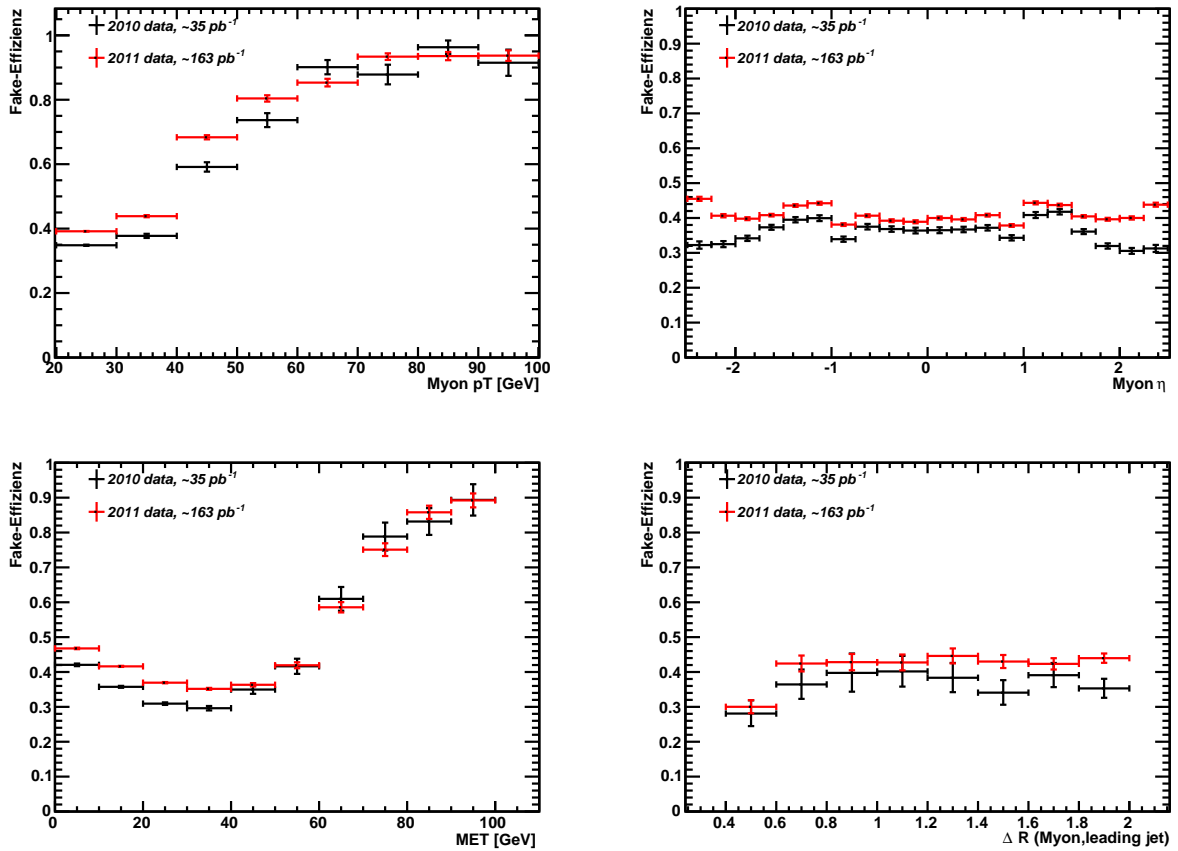 Fake-Effizienz
1
0.8
0.6
0.4
0.2
0
2010 data, ~35 pb⁻¹
2011 data, ~163 pb⁻¹
20 30 40 50 60 70 80 90 100
Myon pT [GeV]
Fake-Effizienz
1
0.9
0.8
0.7
0.6
0.5
0.4
0.3
0.2
0.1
0
2010 data, ~35 pb⁻¹
2011 data, ~163 pb⁻¹
-2 -1 0 1 2
Myon η
Fake-Effizienz
1
0.9
0.8
0.7
0.6
0.5
0.4
0.3
0.2
0.1
0
2010 data, ~35 pb⁻¹
2011 data, ~163 pb⁻¹
0 20 40 60 80 100
MET [GeV]
Fake-Effizienz
1
0.9
0.8
0.7
0.6
0.5
0.4
0.3
0.2
0.1
0
2010 data, ~35 pb⁻¹
2011 data, ~163 pb⁻¹
0.4 0.6 0.8 1 1.2 1.4 1.6 1.8 2
Δ R (Myon,leading jet)